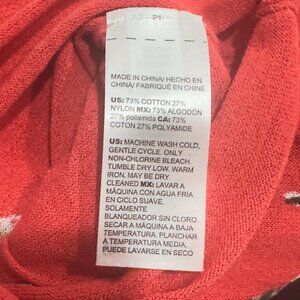 MADE IN CHINA/ HECHO EN
CHINA/ FABRIQUÉ EN CHINE
US: 73% COTTON 27%
NYLON MX: 73% ALGODON
27% poliamida CA: 73%
COTON 27% POLYAMIDE
US: MACHINE WASH COLD,
GENTLE CYCLE. ONLY
NON-CHLORINE BLEACH.
TUMBLE DRY LOW. WARM
IRON. MAY BE DRY
CLEANED MX: LAVAR A
MÁQUINA CON AGUA FRÍA
EN CICLO SUAVE,
SOLAMENTE
BLANQUEADOR SIN CLORO
SECAR A MÁQUINA A BAJA
TEMPERATURA. PLANCHAR
A TEMPERATURA MEDIA,
PUEDE LAVARSE EN SECO